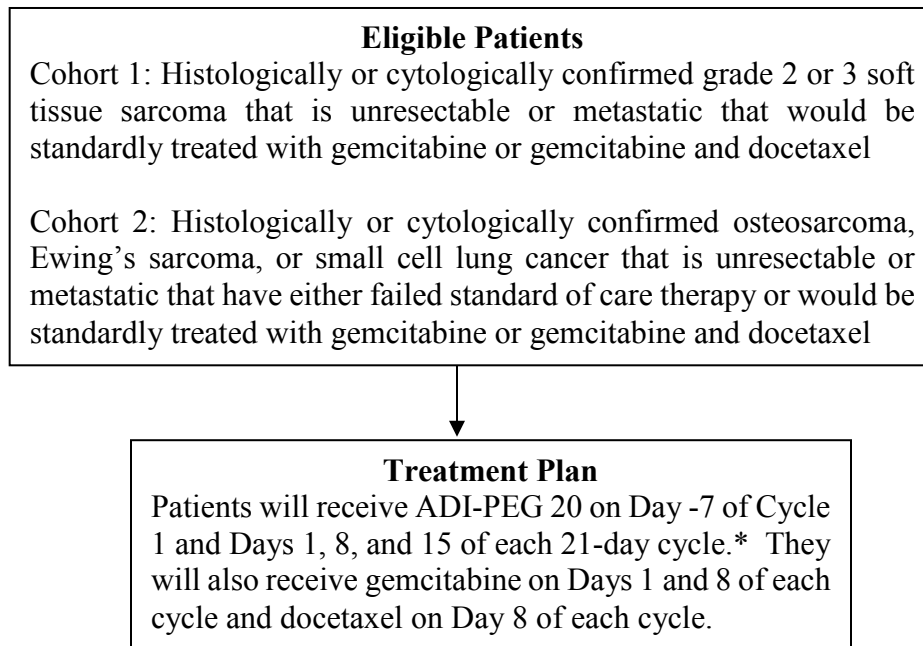 Eligible Patients
Cohort 1: Histologically or cytologically confirmed grade 2 or 3 soft
tissue sarcoma that is unresectable or metastatic that would be
standardly treated with gemcitabine or gemcitabine and docetaxel
Cohort 2: Histologically or cytologically confirmed osteosarcoma,
Ewing’s sarcoma, or small cell lung cancer that is unresectable or
metastatic that have either failed standard of care therapy or would be
standardly treated with gemcitabine or gemcitabine and docetaxel
Treatment Plan
Patients will receive ADI-PEG 20 on Day -7 of Cycle
1 and Days 1, 8, and 15 of each 21-day cycle.* They
will also receive gemcitabine on Days 1 and 8 of each
cycle and docetaxel on Day 8 of each cycle.